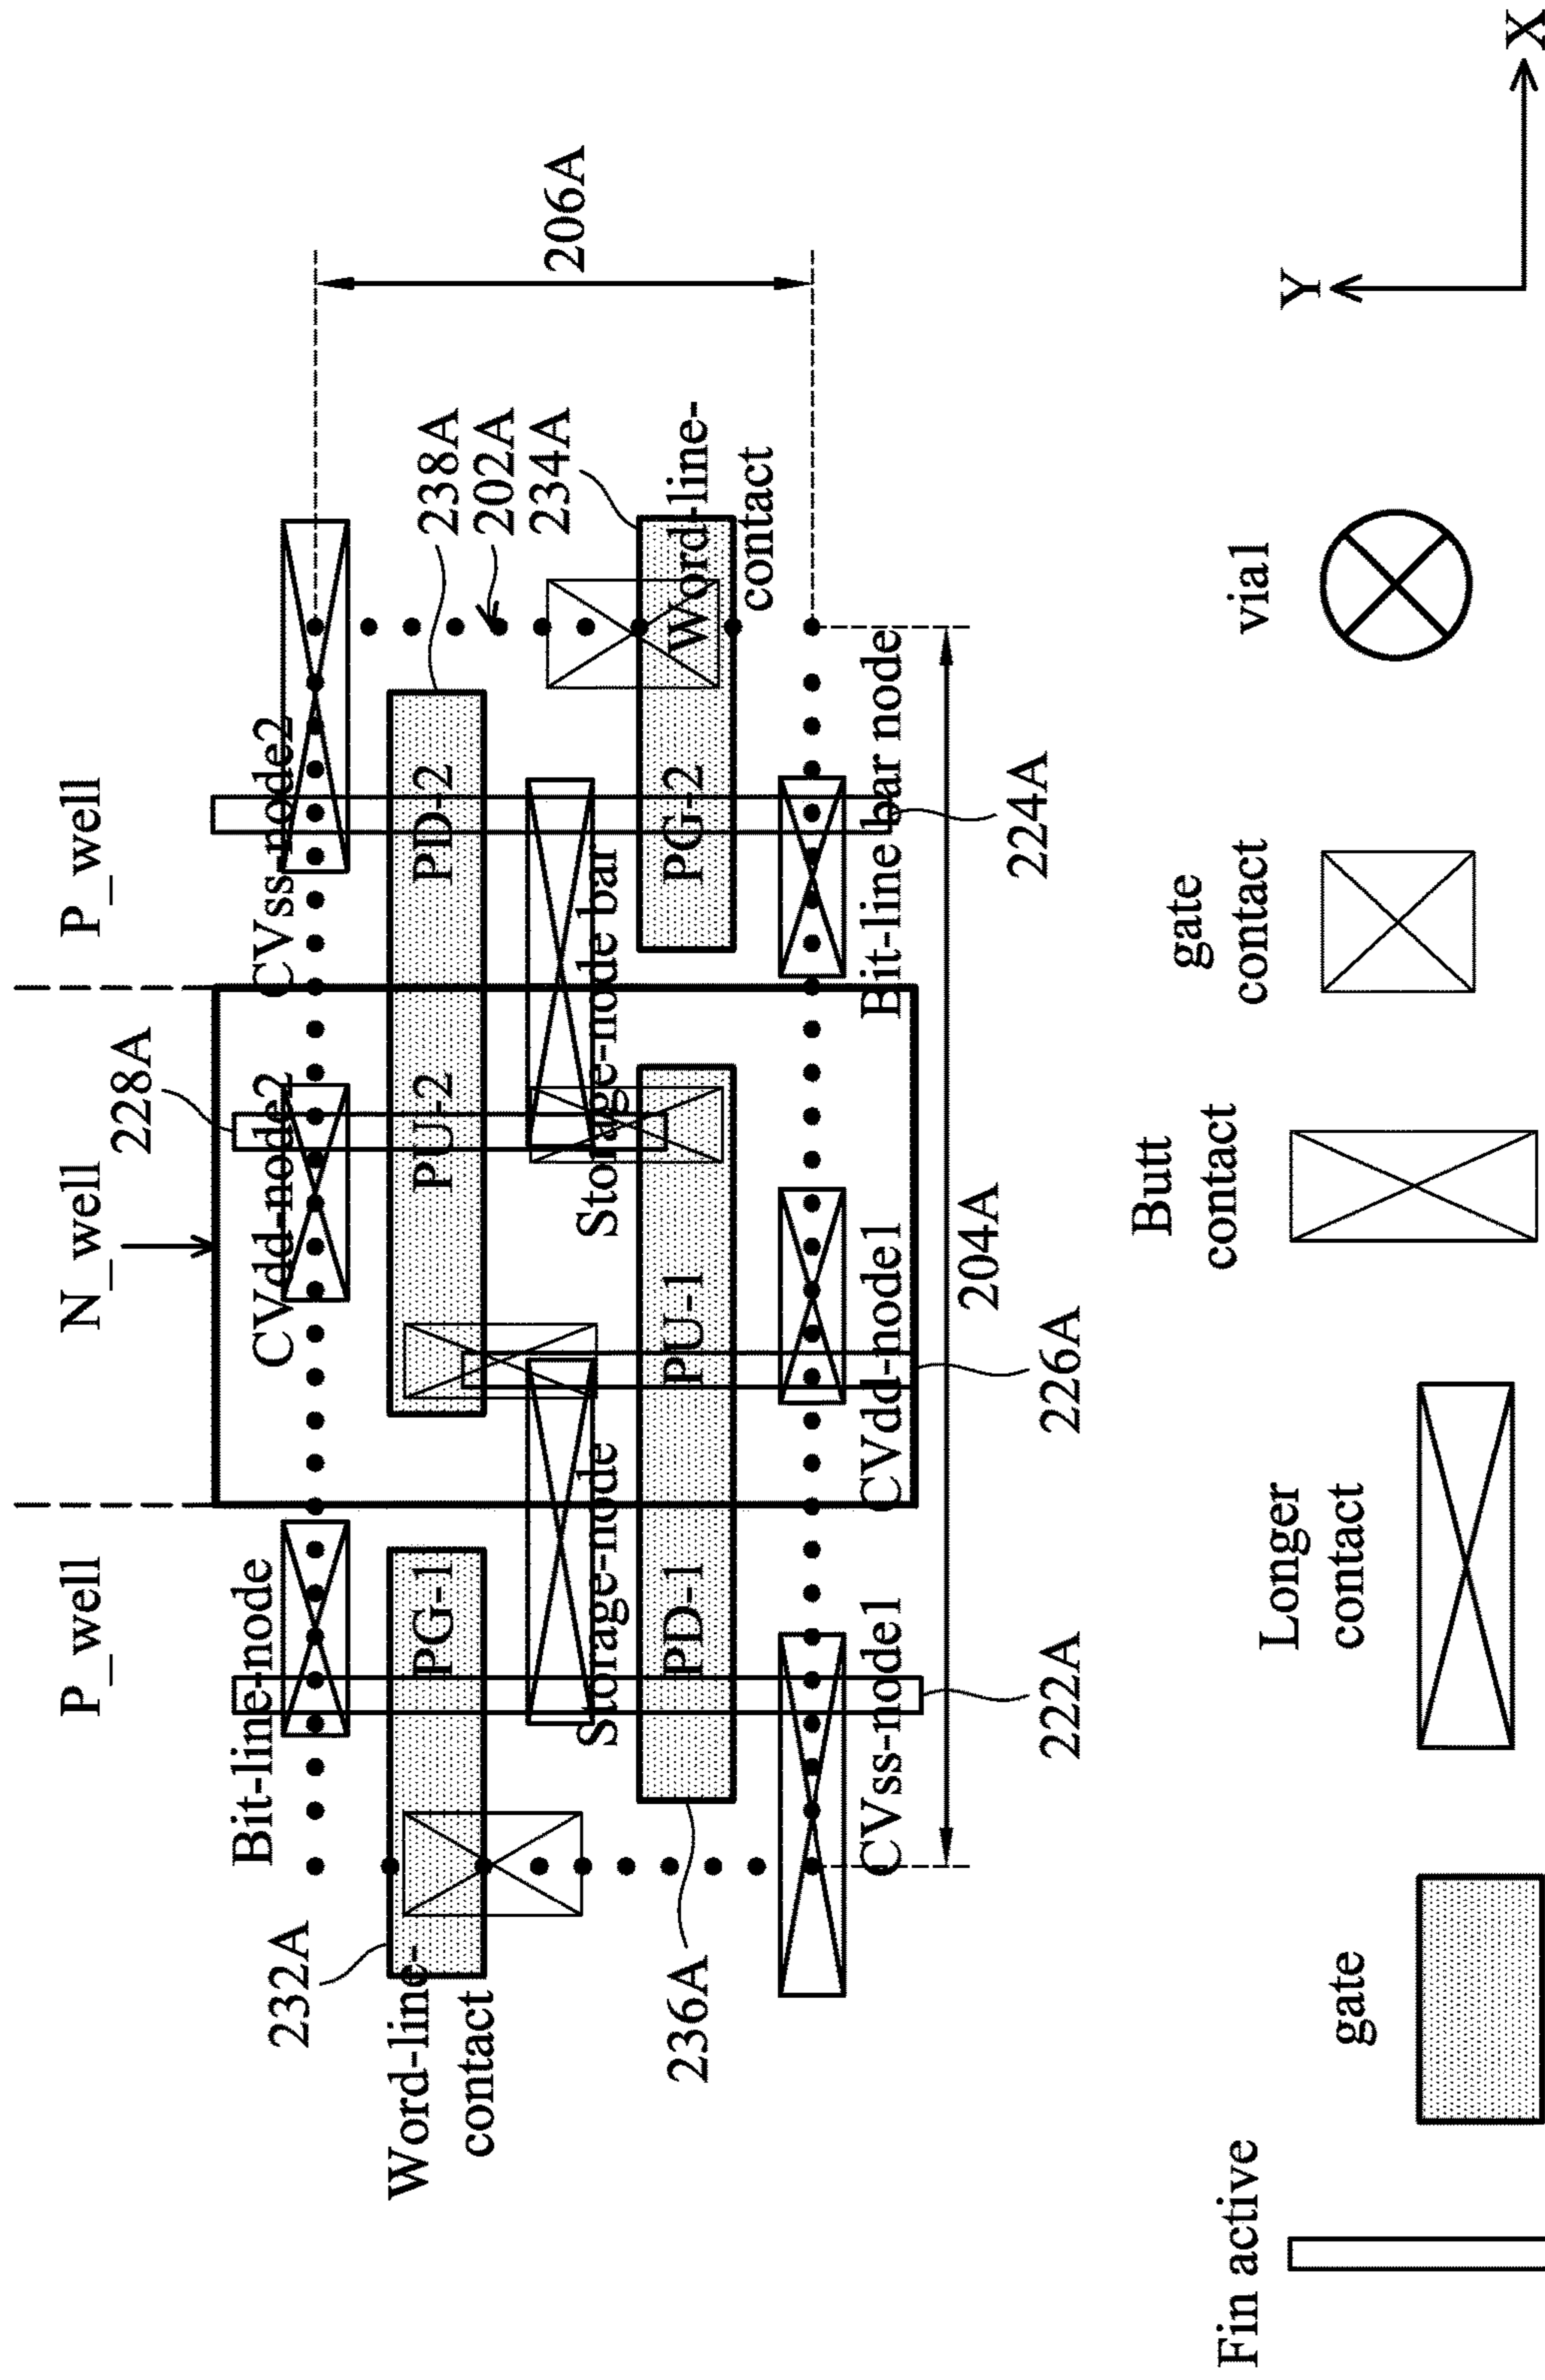 P_well
N_well
P_well
228A
Bit-line-node
CVdd-node2
CVss-node2
232A
Word-line-
contact
PG-1
PU-2
PD-2
238A
202A
234A
206A
Storage-node
Storage-node bar
236A
PD-1
PU-1
PG-2
Word-line-
contact
CVss-node1
CVdd-node1
Bit-line bar node
204A
222A
226A
224A
Fin active
gate
Longer
contact
Butt
contact
gate
contact
via1
Y
X